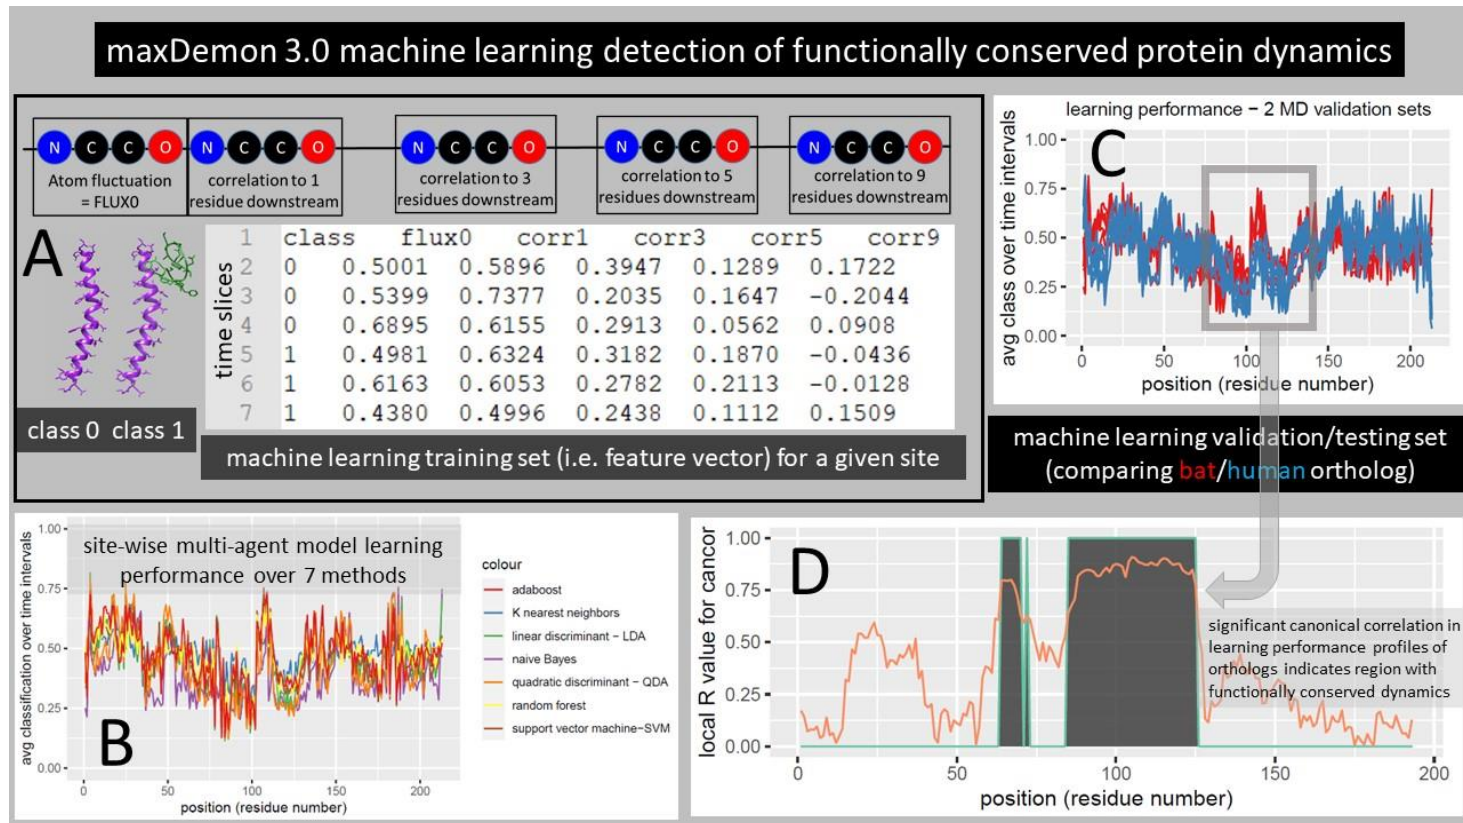 maxDemon 3.0 machine learning detection of functionally conserved protein dynamics
N C C O N C C O N C C O N C C O N C C O
Atom fluctuation
= FLUX0
correlation to 1
residue downstream
correlation to 3
residues downstream
correlation to 5
residues downstream
correlation to 9
residues downstream
A
class 0 class 1
time slices
1 class flux0 corr1 corr3 corr5 corr9
2 0 0.5001 0.5896 0.3947 0.1289 0.1722
3 0 0.5399 0.7377 0.2035 0.1647 -0.2044
4 0 0.6895 0.6155 0.2913 0.0562 0.0908
5 1 0.4981 0.6324 0.3182 0.1870 -0.0436
6 1 0.6163 0.6053 0.2782 0.2113 -0.0128
7 1 0.4380 0.4996 0.2438 0.1112 0.1509
machine learning training set (i.e. feature vector) for a given site
learning performance – 2 MD validation sets
C
avg class over time intervals
1.00
0.75
0.50
0.25
0.00
0 50 100 150 200
position (residue number)
machine learning validation/testing set
(comparing bat/human ortholog)
site-wise multi-agent model learning
performance over 7 methods
B
avg classification over time intervals
1.00
0.75
0.50
0.25
0.00
0 50 100 150 200
position (residue number)
colour
adaboost
K nearest neighbors
linear discriminant – LDA
naive Bayes
quadratic discriminant – QDA
random forest
support vector machine–SVM
D
local R value for cancor
1.00
0.75
0.50
0.25
0.00
0 50 100 150 200
position (residue number)
significant canonical correlation in
learning performance profiles of
orthologs indicates region with
functionally conserved dynamics